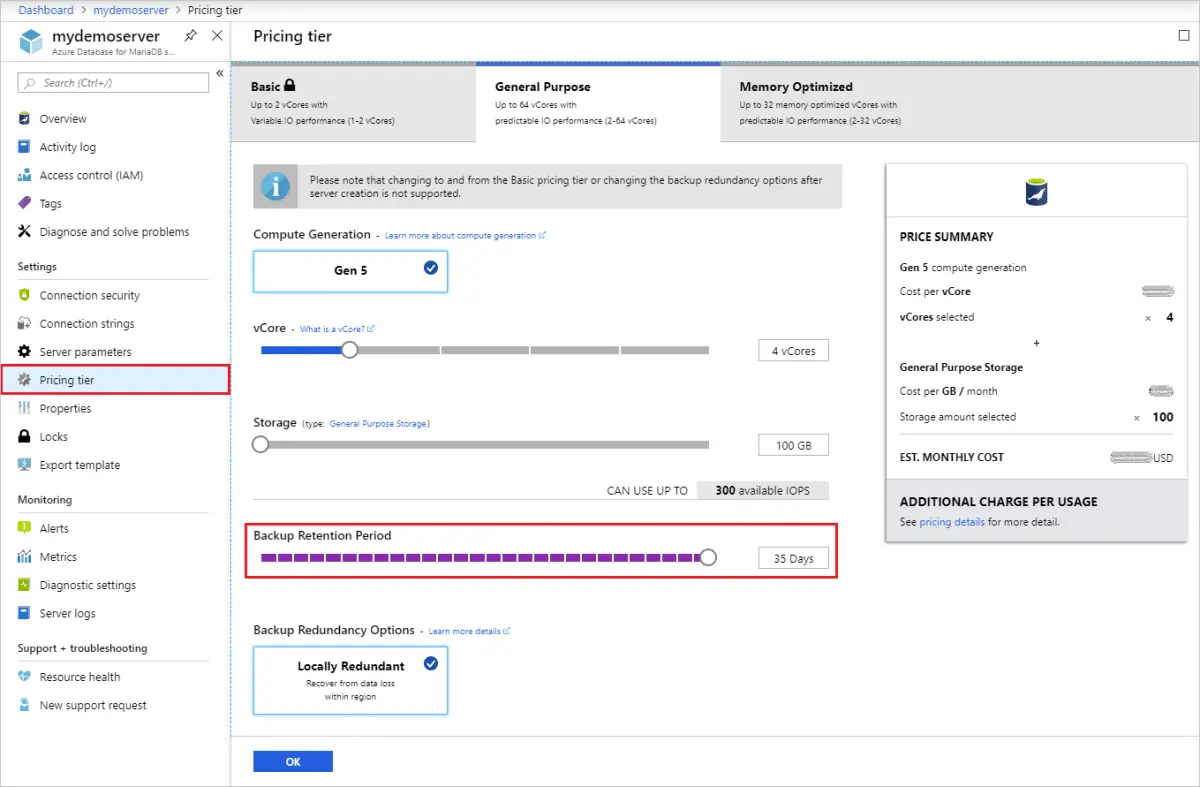 Dashboard > mydemoserver > Pricing tier
mydemoserver
Azure Database for MariaDB s...
Search (Ctrl+/)
Overview
Activity log
Access control (IAM)
Tags
Diagnose and solve problems
Settings
Connection security
Connection strings
Server parameters
Pricing tier
Properties
Locks
Export template
Monitoring
Alerts
Metrics
Diagnostic settings
Server logs
Support + troubleshooting
Resource health
New support request
Pricing tier
Basic
Up to 2 vCores with
Variable IO performance (1-2 vCores)
General Purpose
Up to 64 vCores with
predictable IO performance (2-64 vCores)
Memory Optimized
Up to 32 memory optimized vCores with
predictable IO performance (2-32 vCores)
Please note that changing to and from the Basic pricing tier or changing the backup redundancy options after
server creation is not supported.
Compute Generation - Learn more about compute generation
Gen 5
vCore - What is a vCore?
4 vCores
Storage (type: General Purpose Storage)
100 GB
CAN USE UP TO 300 available IOPS
Backup Retention Period
35 Days
Backup Redundancy Options - Learn more details
Locally Redundant
Recover from data loss
within region
OK
PRICE SUMMARY
Gen 5 compute generation
Cost per vCore
vCores selected × 4
+
General Purpose Storage
Cost per GB / month
Storage amount selected × 100
EST. MONTHLY COST USD
ADDITIONAL CHARGE PER USAGE
See pricing details for more detail.